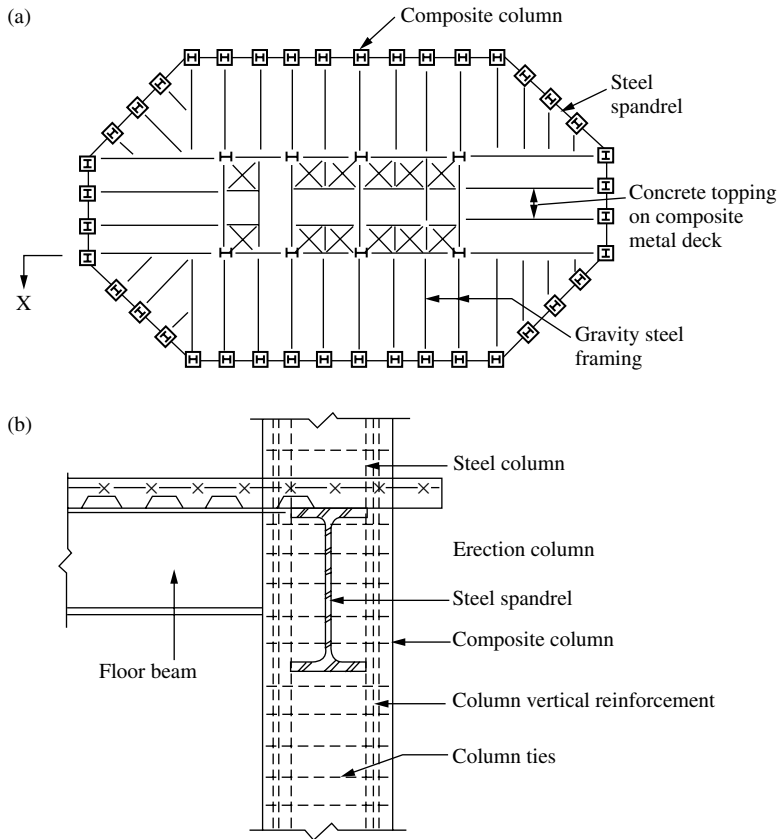 (a)
Composite column
Steel
spandrel
Concrete topping
on composite
metal deck
X
Gravity steel
framing
(b)
Steel column
Erection column
Steel spandrel
Composite column
Floor beam
Column vertical reinforcement
Column ties